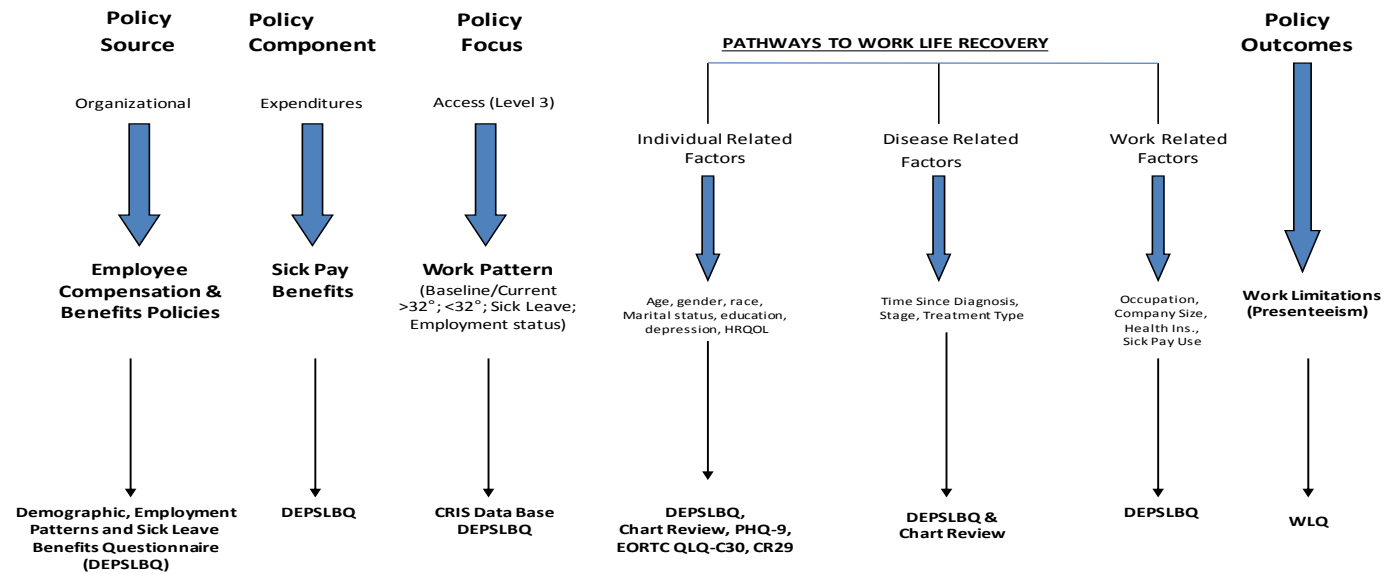 Policy
Source
Policy
Component
Policy
Focus
PATHWAYS TO WORK LIFE RECOVERY
Policy
Outcomes
Organizational
Expenditures
Access (Level 3)
Individual Related
Factors
Disease Related
Factors
Work Related
Factors
Employee
Compensation &
Benefits Policies
Sick Pay
Benefits
Work Pattern
(Baseline/Current
>32°; <32°; Sick Leave;
Employment status)
Age, gender, race,
Marital status, education,
depression, HRQOL
Time Since Diagnosis,
Stage, Treatment Type
Occupation,
Company Size,
Health Ins.,
Sick Pay Use
Work Limitations
(Presenteeism)
Demographic, Employment
Patterns and Sick Leave
Benefits Questionnaire
(DEPSLBQ)
DEPSLBQ
CRIS Data Base
DEPSLBQ
DEPSLBQ,
Chart Review, PHQ-9,
EORTC QLQ-C30, CR29
DEPSLBQ &
Chart Review
DEPSLBQ
WLQ